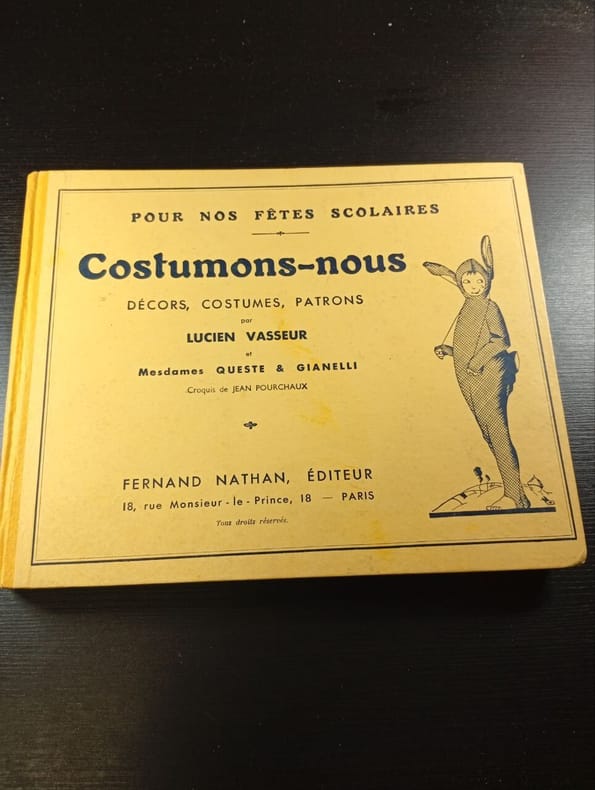 POUR NOS FÊTES SCOLAIRES
Costumons-nous
DÉCORS, COSTUMES, PATRONS
par
LUCIEN VASSEUR
et
Mesdames QUESTE & GIANELLI
Croquis de JEAN POURCHAUX
FERNAND NATHAN, ÉDITEUR
18, rue Monsieur-le-Prince, 18 — PARIS
Tous droits réservés.